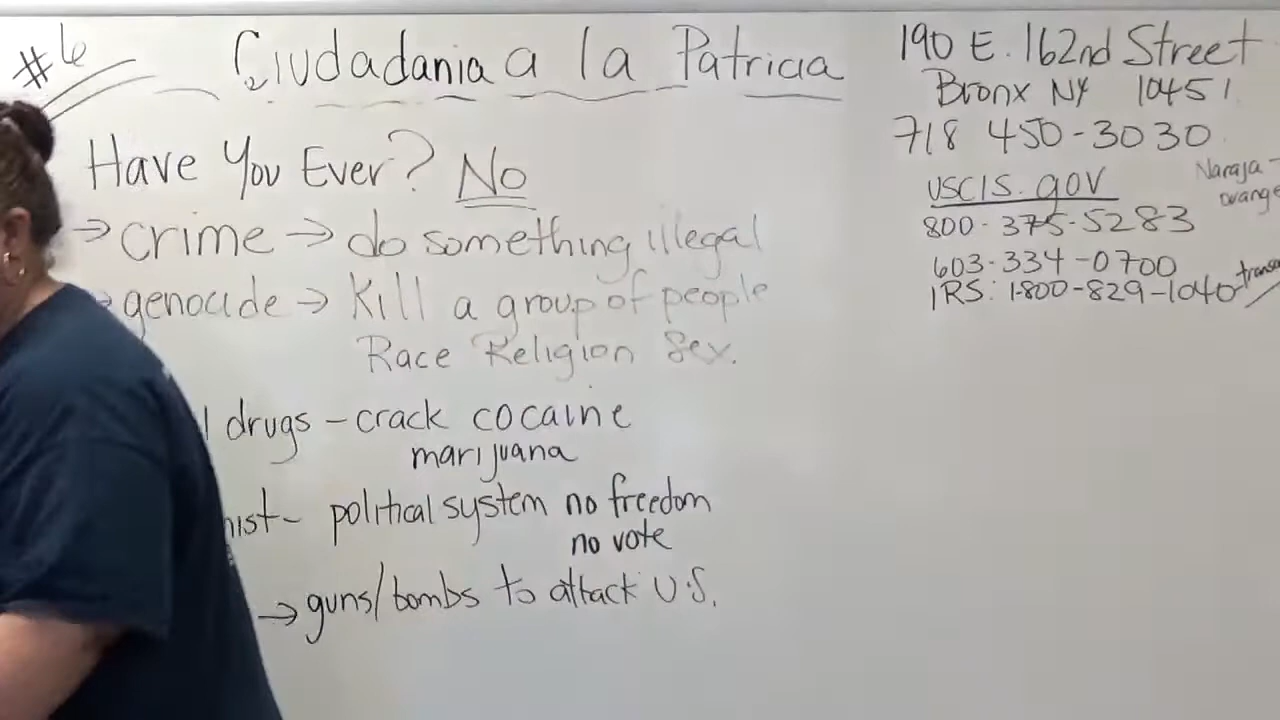 #6
Ciudadania a la Patricia
Have You Ever? No
→ crime → do something illegal
genocide → Kill a group of people
Race Religion Sex.
drugs - crack cocaine
marijuana
political system no freedom
no vote
→ guns/bombs to attack U.S.
190 E. 162nd Street
Bronx NY 10451
718 450-3030
USCIS.gov
800-375-5283
603-334-0700
IRS: 1-800-829-1040
Naraja -
orange